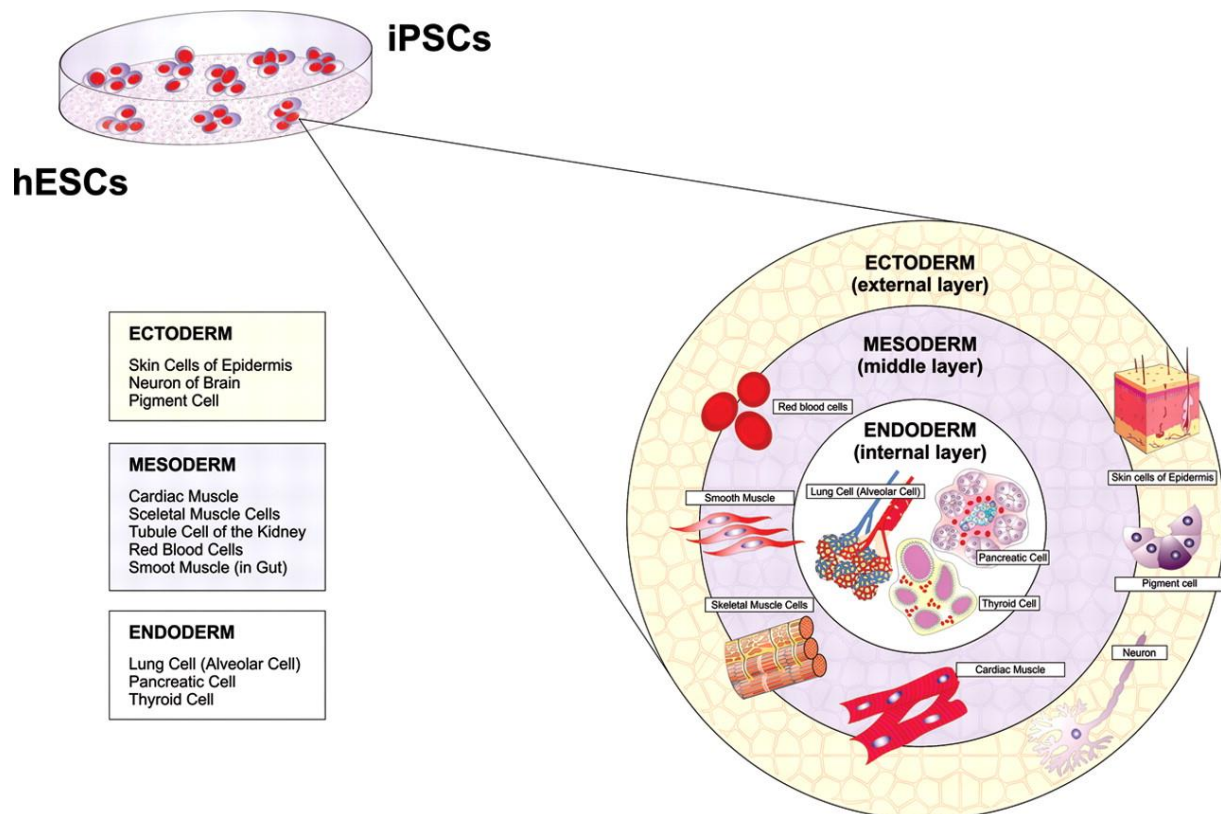 iPSCs
hESCs
ECTODERM
Skin Cells of Epidermis
Neuron of Brain
Pigment Cell
MESODERM
Cardiac Muscle
Sceletal Muscle Cells
Tubule Cell of the Kidney
Red Blood Cells
Smoot Muscle (in Gut)
ENDODERM
Lung Cell (Alveolar Cell)
Pancreatic Cell
Thyroid Cell
ECTODERM
(external layer)
MESODERM
(middle layer)
Red blood cells
ENDODERM
(internal layer)
Skin cells of Epidermis
Smooth Muscle
Lung Cell (Alveolar Cell)
Pancreatic Cell
Pigment cell
Thyroid Cell
Skeletal Muscle Cells
Neuron
Cardiac Muscle